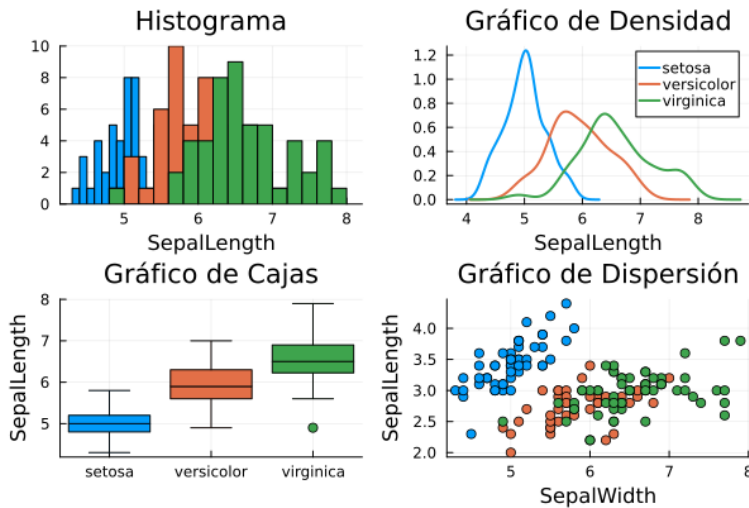 Histograma
10
8
6
4
2
0
5
6
7
8
SepalLength
Gráfico de Densidad
1.2
1.0
0.8
0.6
0.4
0.2
0.0
4
5
6
7
8
SepalLength
setosa
versicolor
virginica
Gráfico de Cajas
SepalLength
8
7
6
5
setosa
versicolor
virginica
Gráfico de Dispersión
SepalLength
4.0
3.5
3.0
2.5
2.0
5
6
7
8
SepalWidth